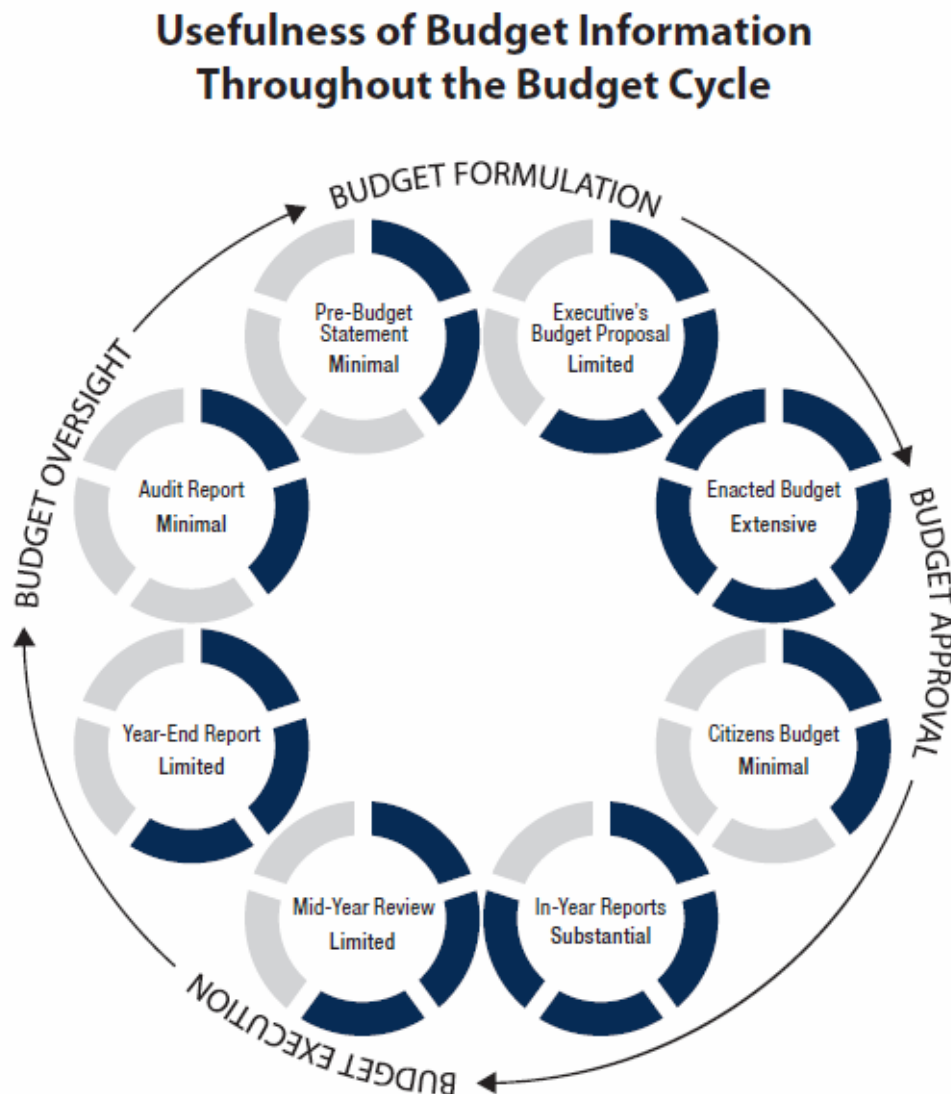 Usefulness of Budget Information
Throughout the Budget Cycle
BUDGET FORMULATION
Pre-Budget
Statement
Minimal
Executive's
Budget Proposal
Limited
BUDGET OVERSIGHT
Audit Report
Minimal
Enacted Budget
Extensive
BUDGET APPROVAL
Year-End Report
Limited
Citizens Budget
Minimal
Mid-Year Review
Limited
In-Year Reports
Substantial
BUDGET EXECUTION